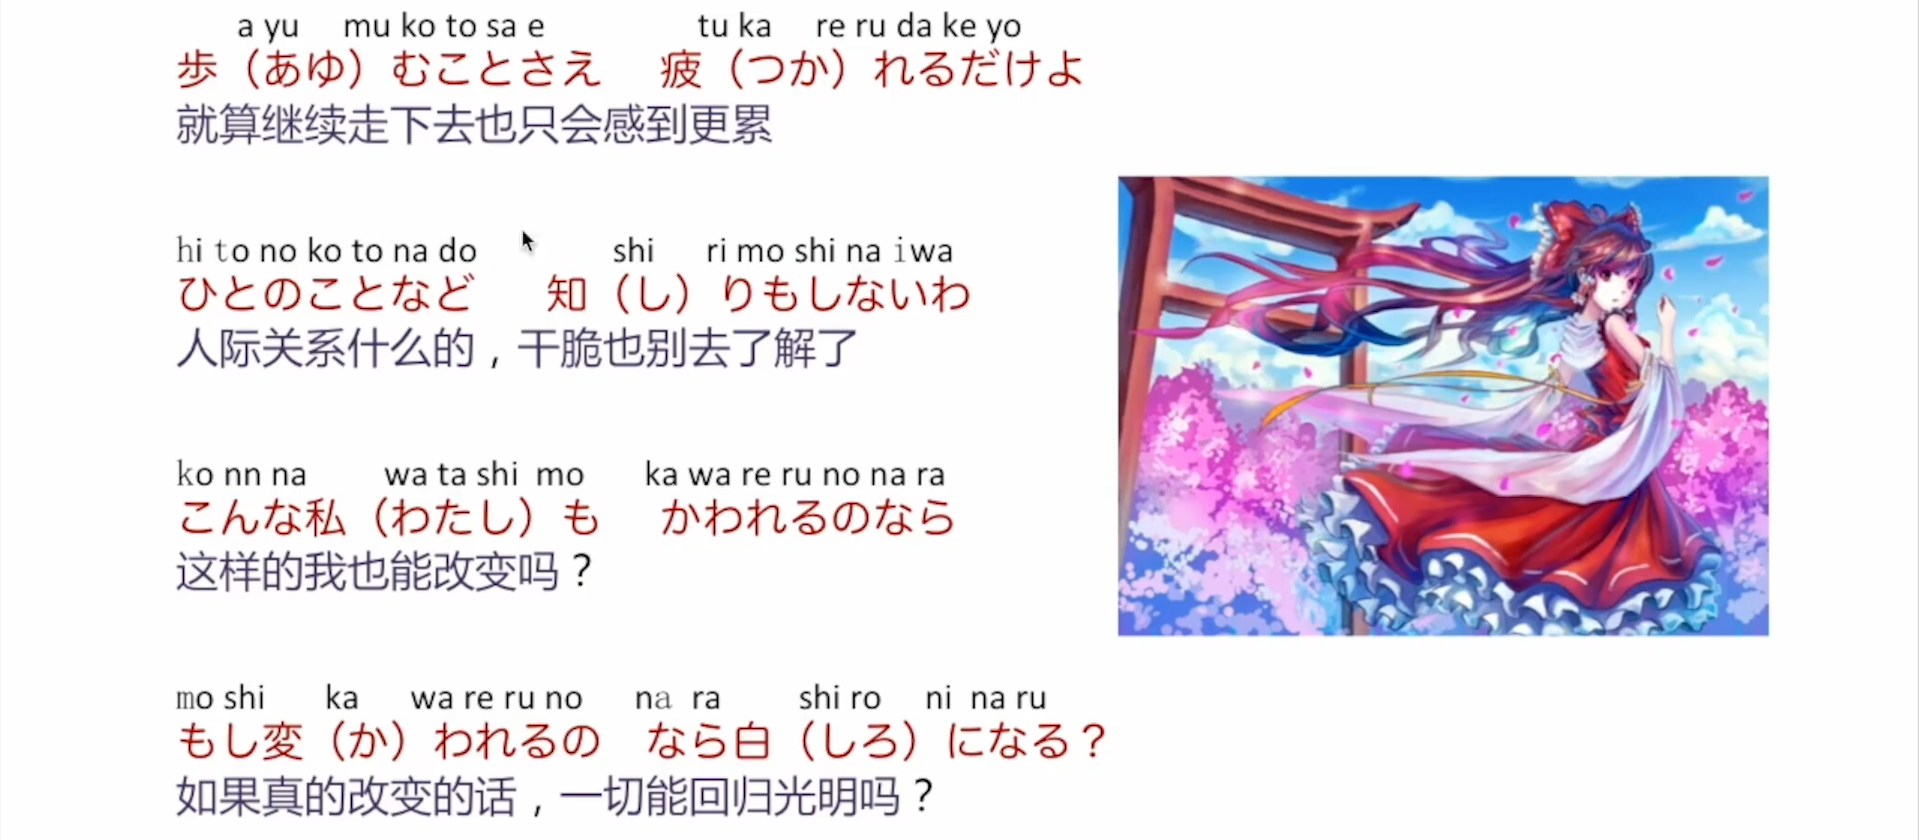 a yu mu ko to sa e tu ka re ru da ke yo
歩（あゆ）むことさえ 疲（つか）れるだけよ
就算继续走下去也只会感到更累
hi to no ko to na do shi ri mo shi na iwa
ひとのことなど 知（し）りもしないわ
人际关系什么的，干脆也别去了解了
ko nn na wa ta shi mo ka wa re ru no na ra
こんな私（わたし）も かわれるのなら
这样的我也能改变吗？
mo shi ka wa re ru no na ra shi ro ni na ru
もし変（か）われるの なら白（しろ）になる？
如果真的改变的话，一切能回归光明吗？